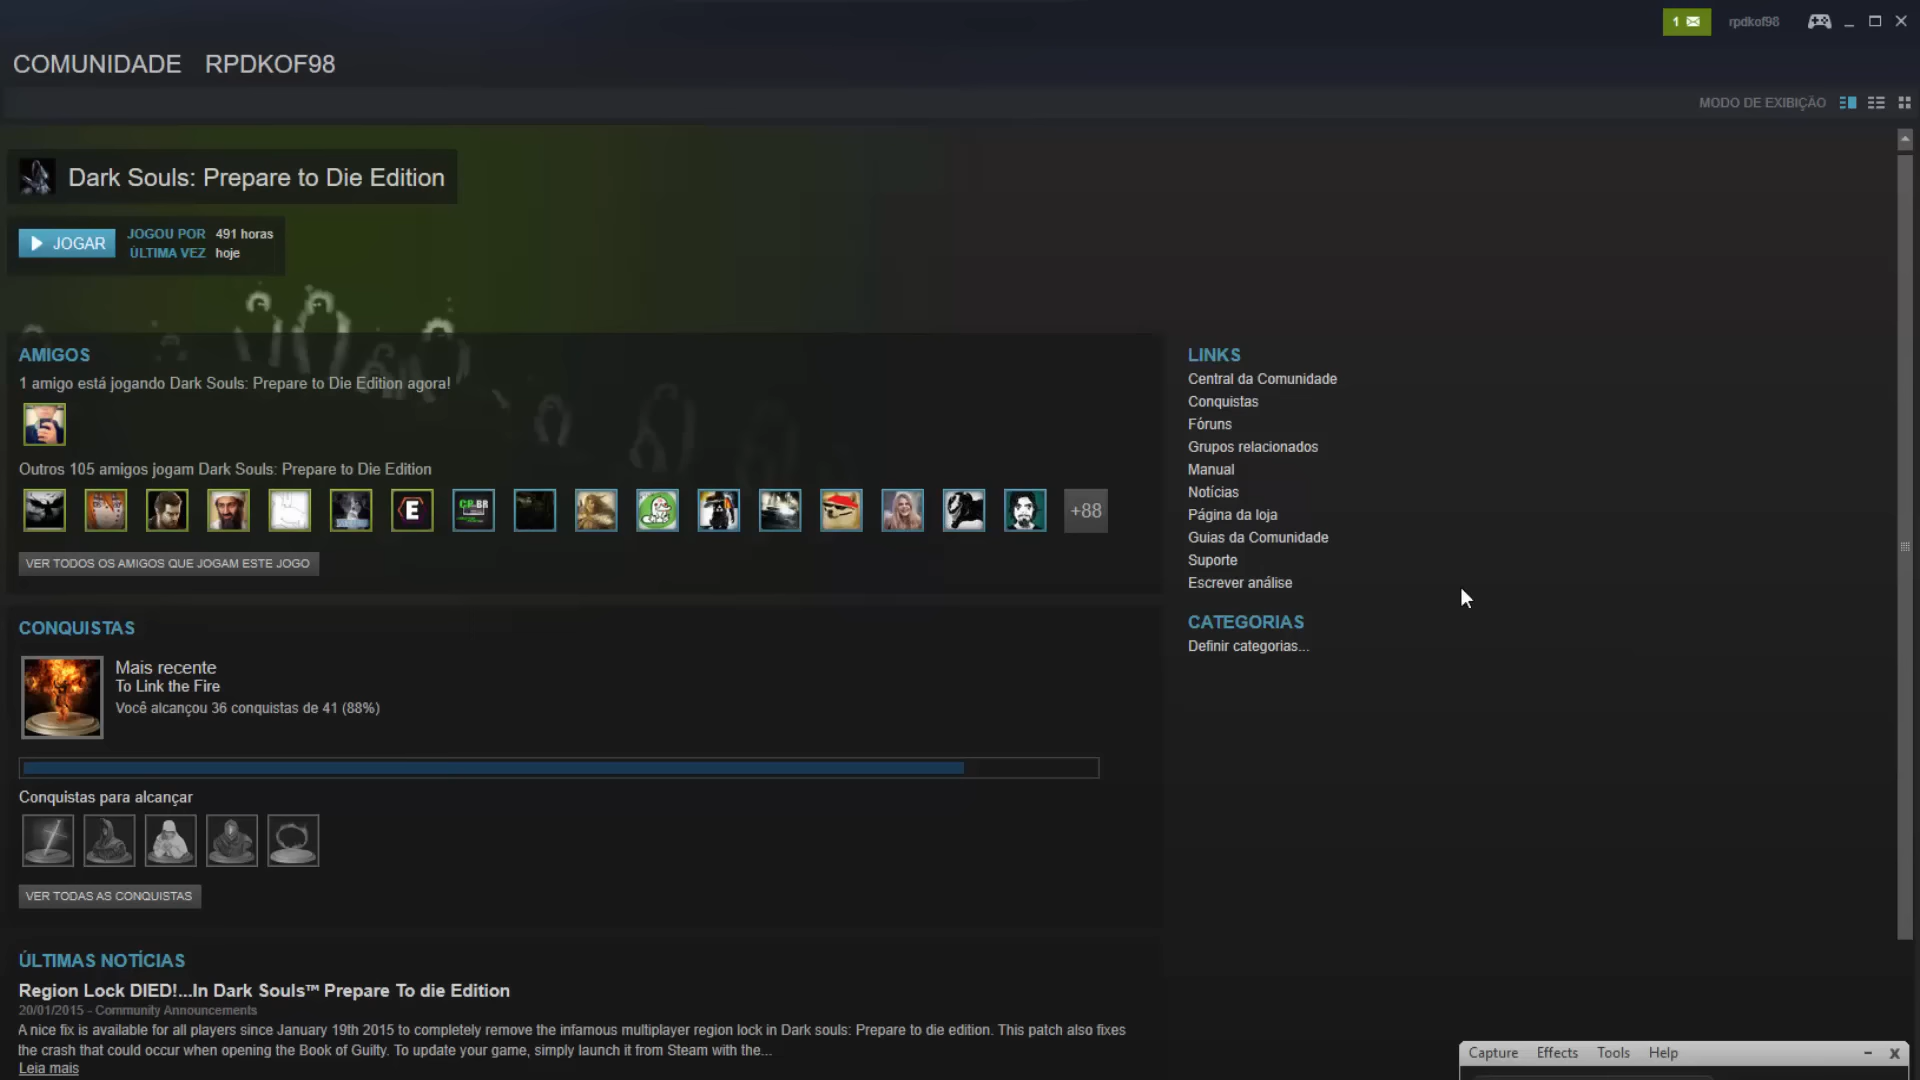 1
rpdkof98
COMUNIDADE RPDKOF98
MODO DE EXIBIÇÃO
Dark Souls: Prepare to Die Edition
JOGAR
JOGOU POR 491 horas
ÚLTIMA VEZ hoje
AMIGOS
1 amigo está jogando Dark Souls: Prepare to Die Edition agora!
Outros 105 amigos jogam Dark Souls: Prepare to Die Edition
E
CP-BR
+88
VER TODOS OS AMIGOS QUE JOGAM ESTE JOGO
CONQUISTAS
Mais recente
To Link the Fire
Você alcançou 36 conquistas de 41 (88%)
Conquistas para alcançar
VER TODAS AS CONQUISTAS
ÚLTIMAS NOTÍCIAS
Region Lock DIED!...In Dark Souls™ Prepare To die Edition
20/01/2015 - Community Announcements
A nice fix is available for all players since January 19th 2015 to completely remove the infamous multiplayer region lock in Dark souls: Prepare to die edition. This patch also fixes
the crash that could occur when opening the Book of Guilty. To update your game, simply launch it from Steam with the...
Leia mais
LINKS
Central da Comunidade
Conquistas
Fóruns
Grupos relacionados
Manual
Notícias
Página da loja
Guias da Comunidade
Suporte
Escrever análise
CATEGORIAS
Definir categorias...
Capture Effects Tools Help